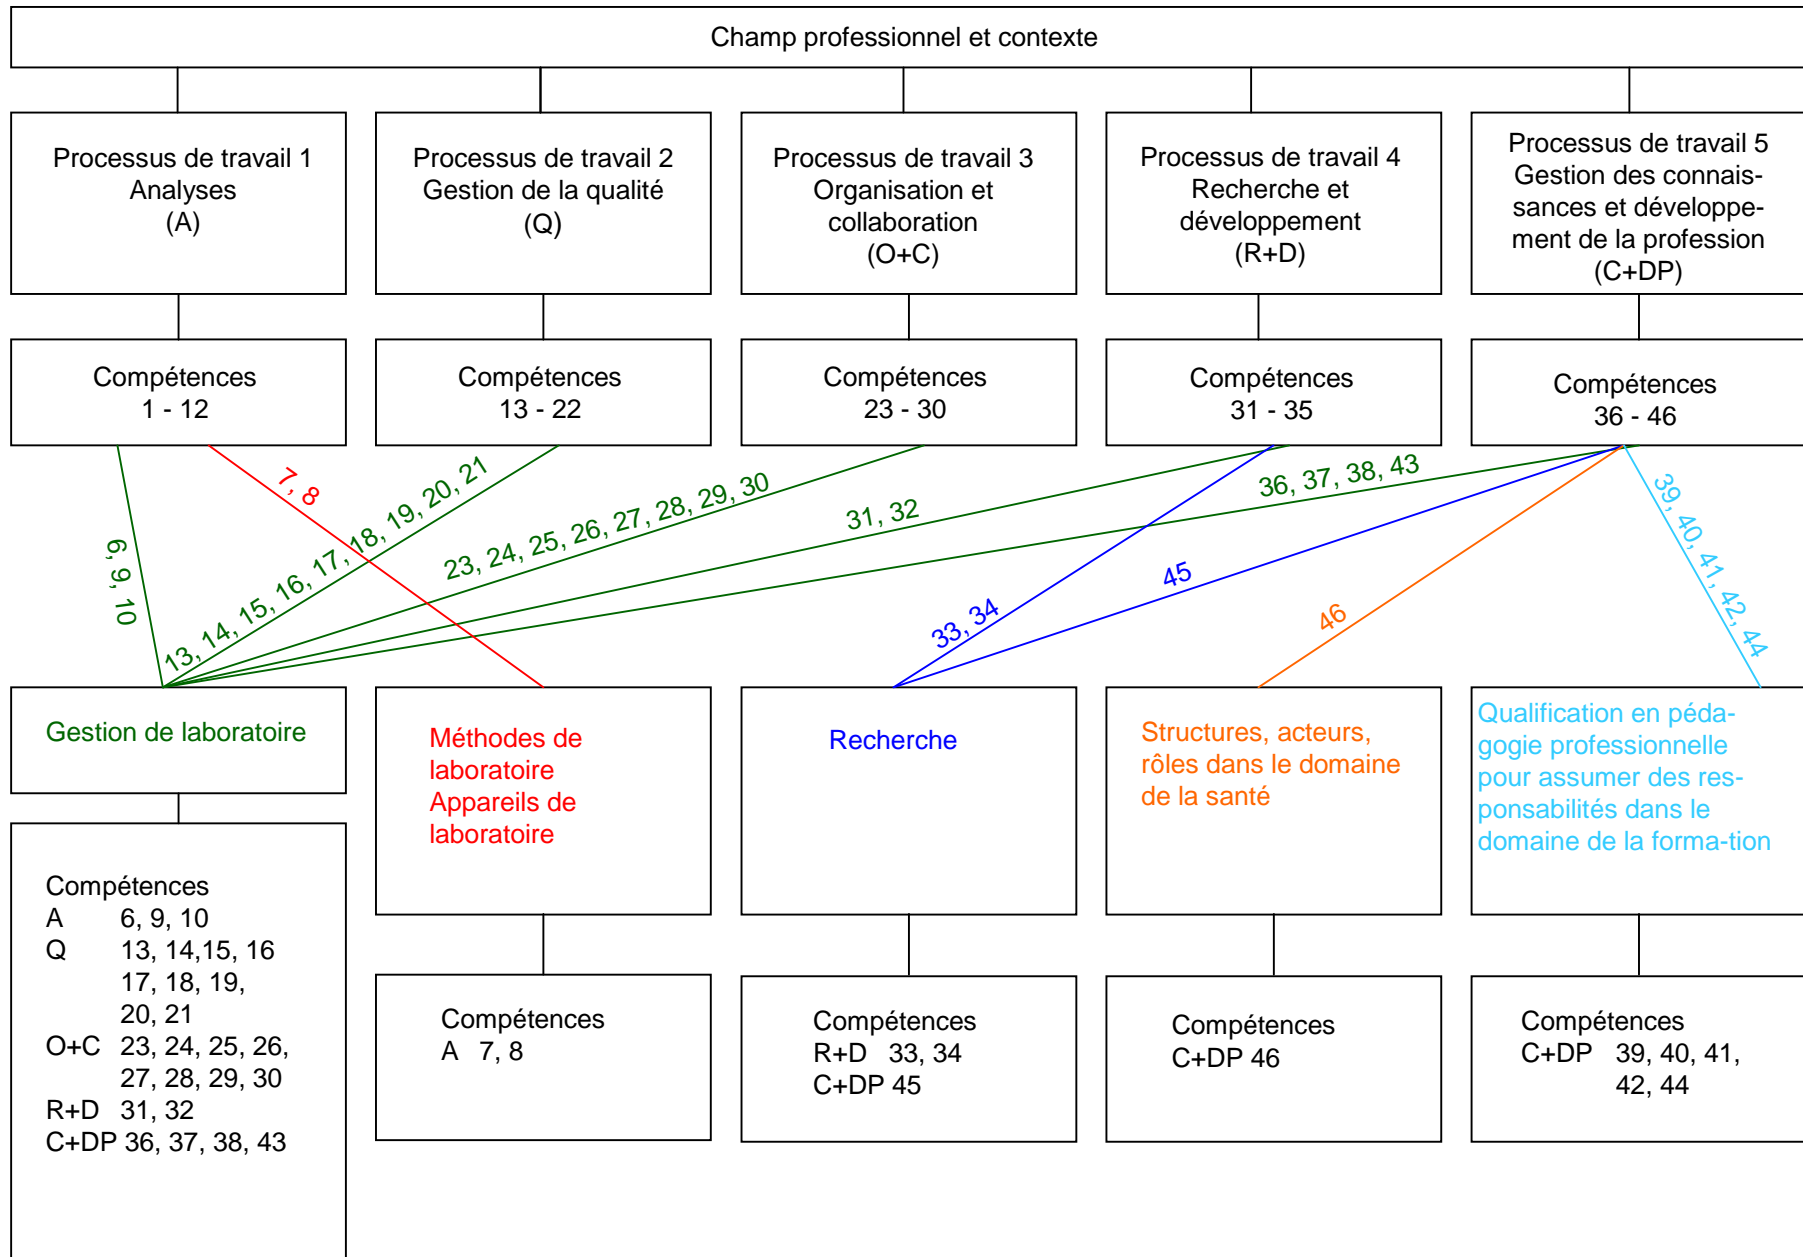 Champ professionnel et contexte
Processus de travail 1
Analyses
(A)
Processus de travail 2
Gestion de la qualité
(Q)
Processus de travail 3
Organisation et
collaboration
(O+C)
Processus de travail 4
Recherche et
développement
(R+D)
Processus de travail 5
Gestion des connais-
sances et développe-
ment de la profession
(C+DP)
Compétences
1 - 12
Compétences
13 - 22
Compétences
23 - 30
Compétences
31 - 35
Compétences
36 - 46
6, 9, 10
7, 8
13, 14, 15, 16, 17, 18, 19, 20, 21
23, 24, 25, 26, 27, 28, 29, 30
31, 32
36, 37, 38, 43
33, 34
45
46
39, 40, 41, 42, 44
Gestion de laboratoire
Méthodes de
laboratoire
Appareils de
laboratoire
Recherche
Structures, acteurs,
rôles dans le domaine
de la santé
Qualification en péda-
gogie professionnelle
pour assumer des res-
ponsabilités dans le
domaine de la forma-tion
Compétences
A 6, 9, 10
Q 13, 14,15, 16
17, 18, 19,
20, 21
O+C 23, 24, 25, 26,
27, 28, 29, 30
R+D 31, 32
C+DP 36, 37, 38, 43
Compétences
A 7, 8
Compétences
R+D 33, 34
C+DP 45
Compétences
C+DP 46
Compétences
C+DP 39, 40, 41,
42, 44